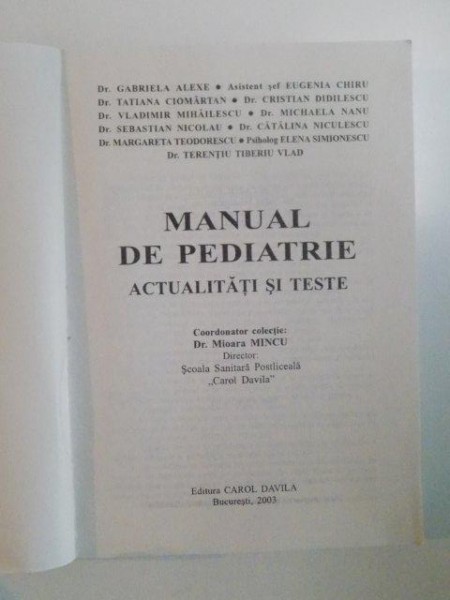 Dr. GABRIELA ALEXE • Asistent șef EUGENIA CHIRU
Dr. TATIANA CIOMÂRTAN • Dr. CRISTIAN DIDILESCU
Dr. VLADIMIR MIHĂILESCU • Dr. MICHAELA NANU
Dr. SEBASTIAN NICOLAU • Dr. CĂTĂLINA NICULESCU
Dr. MARGARETA TEODORESCU • Psiholog ELENA SIMIONESCU
Dr. TERENȚIU TIBERIU VLAD
MANUAL
DE PEDIATRIE
ACTUALITĂȚI ȘI TESTE
Coordonator colecție:
Dr. Mioara MINCU
Director:
Școala Sanitară Postliceală
„Carol Davila”
Editura CAROL DAVILA
București, 2003